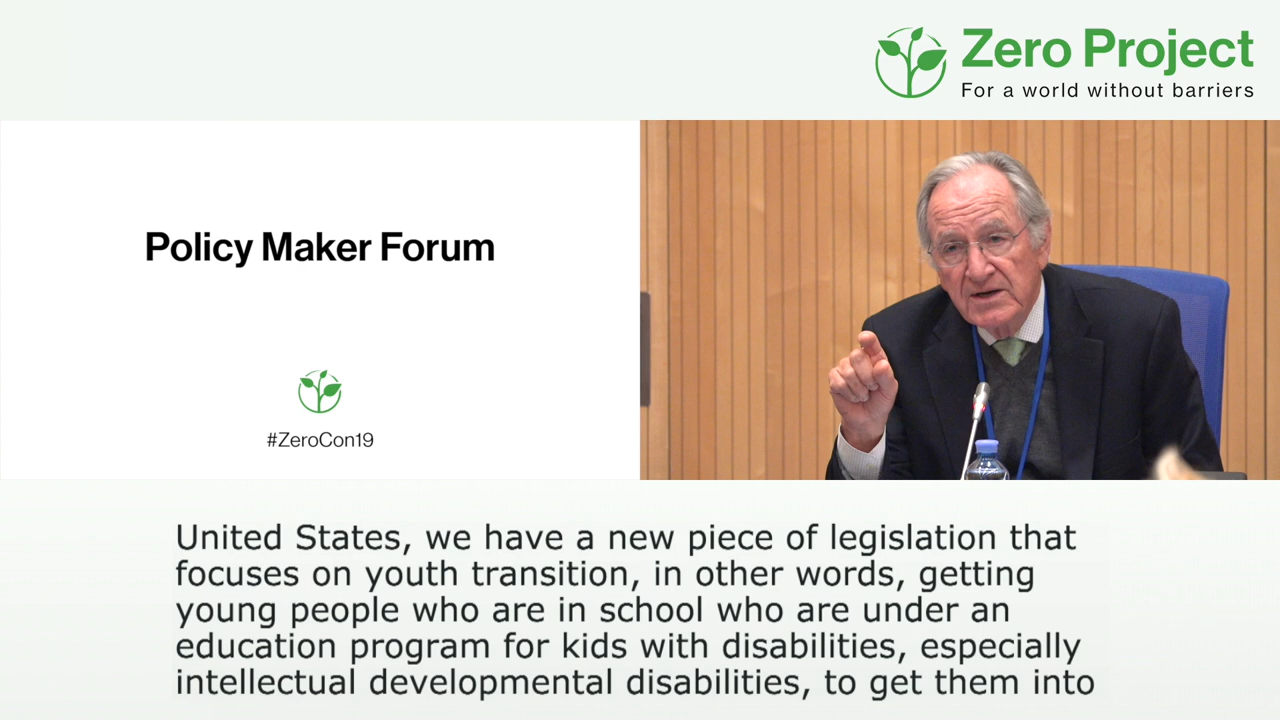 Zero Project
For a world without barriers
Policy Maker Forum
#ZeroCon19
United States, we have a new piece of legislation that
focuses on youth transition, in other words, getting
young people who are in school who are under an
education program for kids with disabilities, especially
intellectual developmental disabilities, to get them into